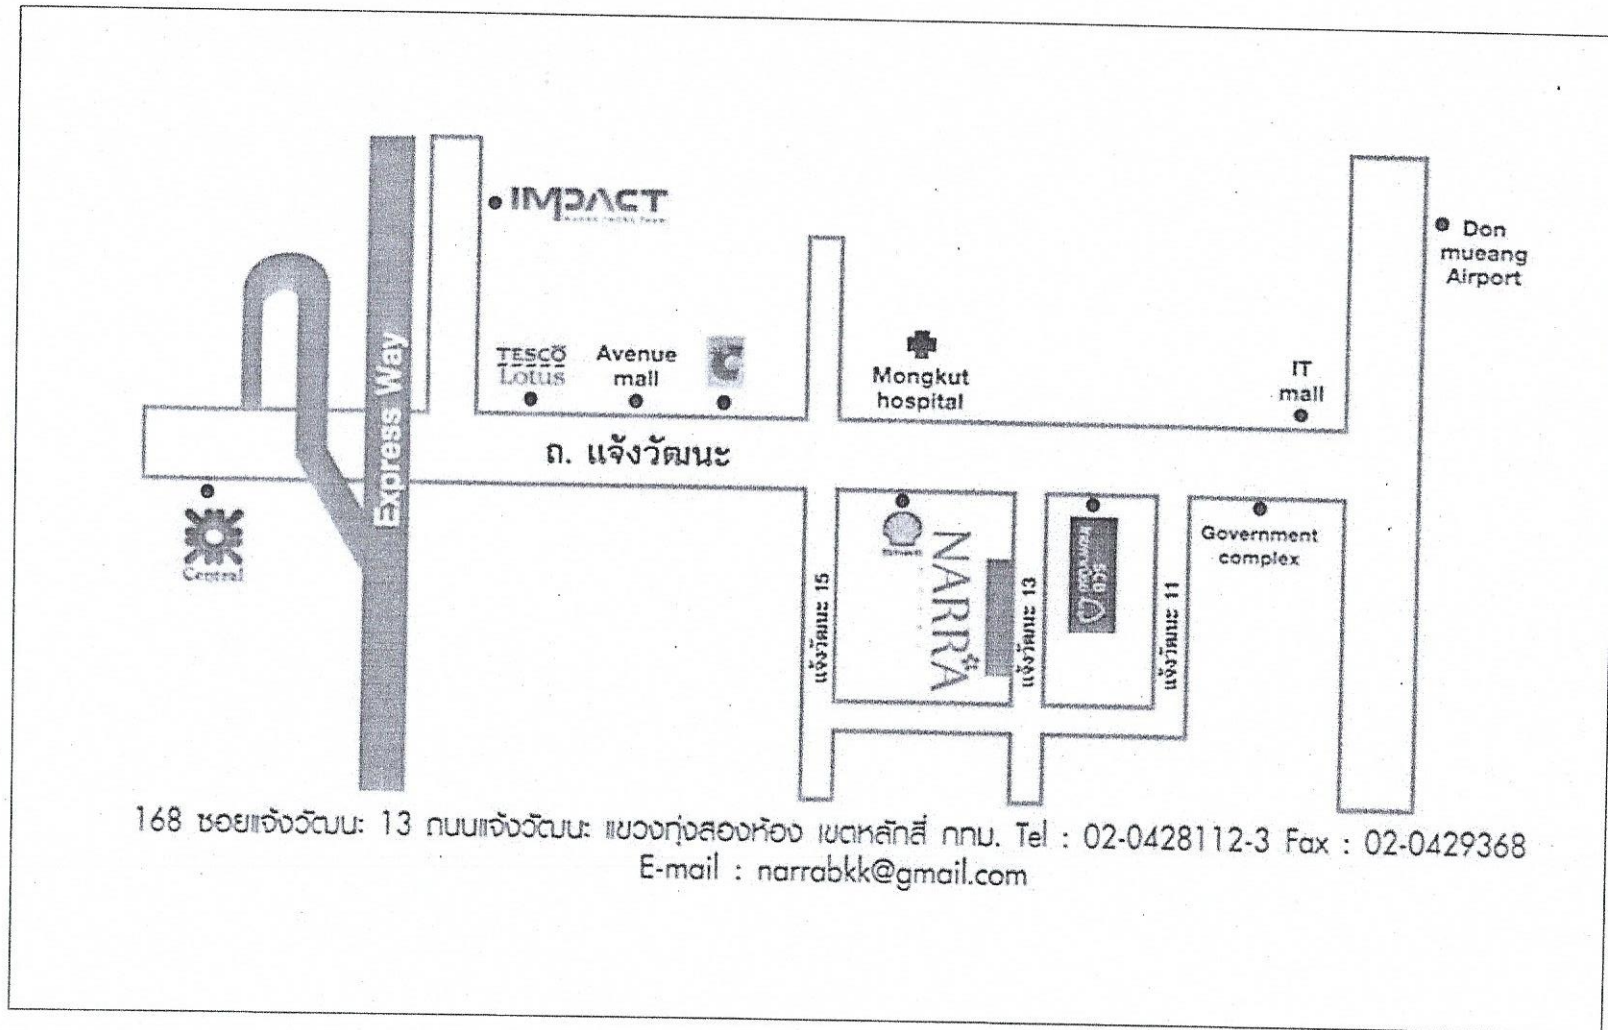 IMPACT
Don
mueang
Airport
Express Way
TESCO
Lotus
Avenue
mall
Mongkut
hospital
IT
mall
ถ. แจ้งวัฒนะ
Central
NARRA
SCB
Government
complex
แจ้งวัฒนะ 15
แจ้งวัฒนะ 13
แจ้งวัฒนะ 11
168 ซอยแจ้งวัฒนะ 13 ถนนแจ้งวัฒนะ แขวงทุ่งสองห้อง เขตหลักสี่ กทม. Tel : 02-0428112-3 Fax : 02-0429368
E-mail : narrabkk@gmail.com